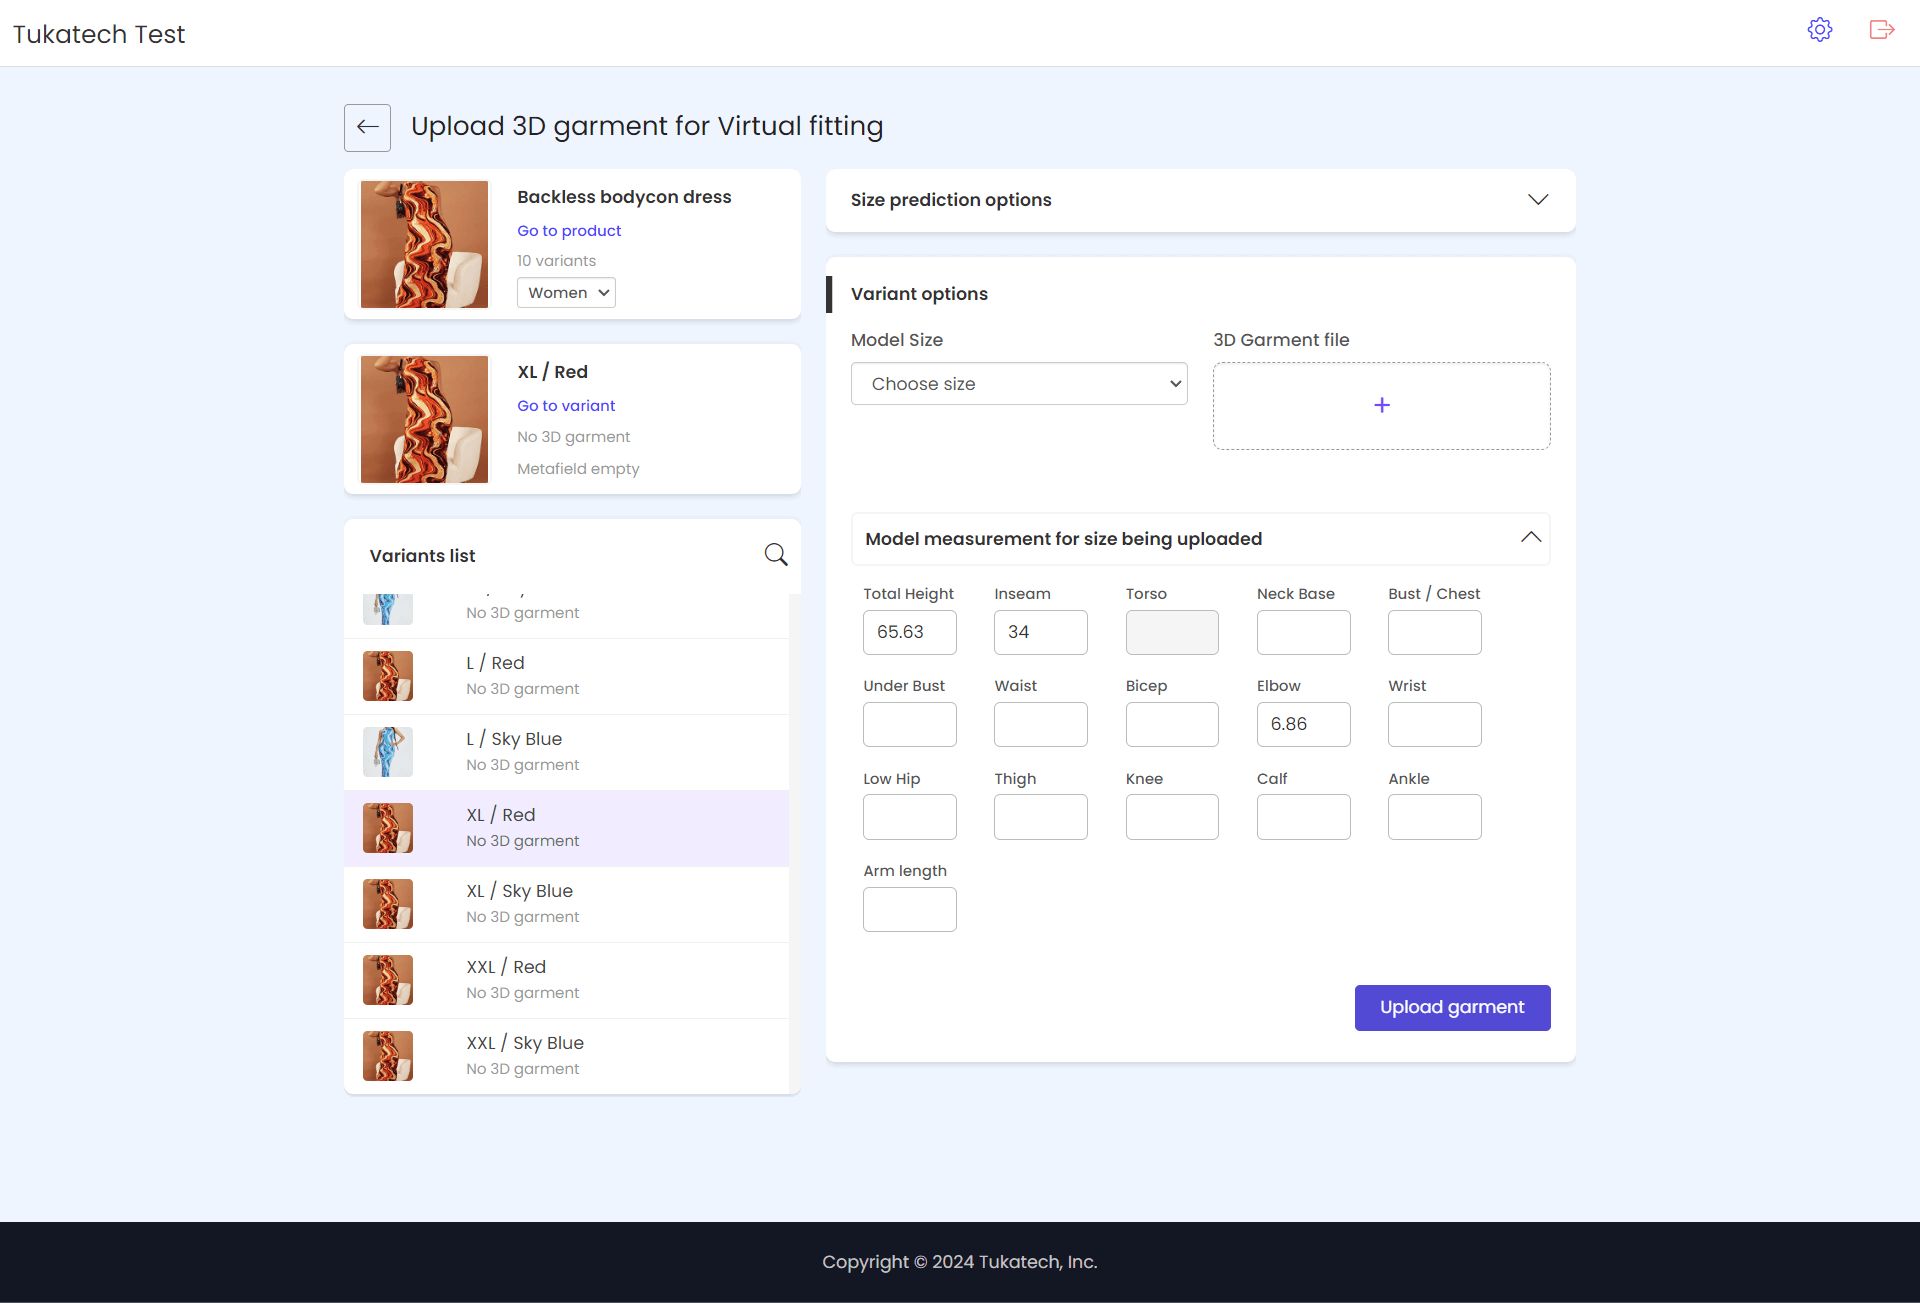 Tukatech Test
Upload 3D garment for Virtual fitting
Backless bodycon dress
Go to product
10 variants
Women
XL / Red
Go to variant
No 3D garment
Metafield empty
Variants list
No 3D garment
L / Red
No 3D garment
L / Sky Blue
No 3D garment
XL / Red
No 3D garment
XL / Sky Blue
No 3D garment
XXL / Red
No 3D garment
XXL / Sky Blue
No 3D garment
Size prediction options
Variant options
Model Size
Choose size
3D Garment file
+
Model measurement for size being uploaded
Total Height Inseam Torso Neck Base Bust / Chest
65.63 34
Under Bust Waist Bicep Elbow Wrist
6.86
Low Hip Thigh Knee Calf Ankle
Arm length
Upload garment
Copyright © 2024 Tukatech, Inc.